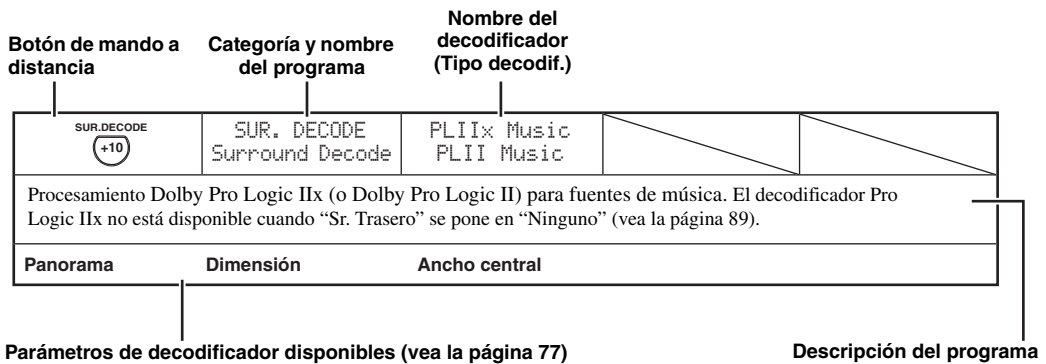 Botón de mando a
distancia
Categoría y nombre
del programa
Nombre del
decodificador
(Tipo decodif.)
SUR.DECODE
+10
SUR. DECODE
Surround Decode
PLIIx Music
PLII Music
Procesamiento Dolby Pro Logic IIx (o Dolby Pro Logic II) para fuentes de música. El decodificador Pro
Logic IIx no está disponible cuando “Sr. Trasero” se pone en “Ninguno” (vea la página 89).
Panorama
Dimensión
Ancho central
Parámetros de decodificador disponibles (vea la página 77)
Descripción del programa